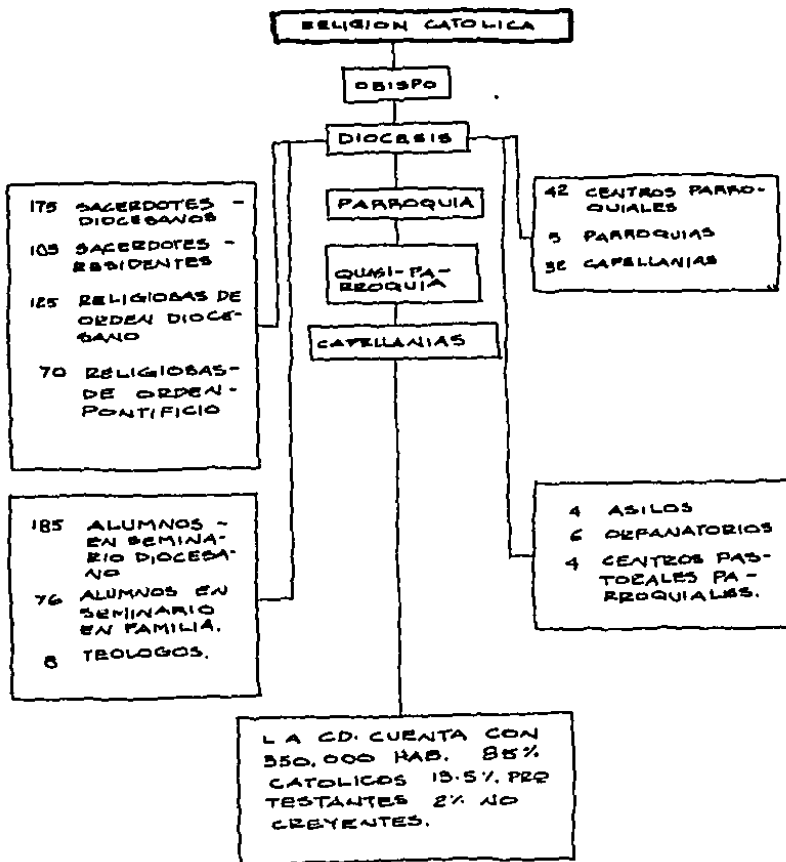 RELIGION CATOLICA
OBISPO
DIOCESIS
PARROQUIA
QUASI-PA-
RROQUIA
CAPELLANIAS
175 SACERDOTES -
DIOCESANOS
105 SACERDOTES -
RESIDENTES
125 RELIGIOSAS DE
ORDEN DIOCE-
SANO
70 RELIGIOSAS-
DE ORDEN-
PONTIFICIO
185 ALUMNOS -
EN SEMINA-
RIO DIOCESA-
NO
76 ALUMNOS EN
SEMINARIO
EN FAMILIA.
8 TEOLOGOS.
42 CENTROS PARRO-
QUIALES
5 PARROQUIAS
32 CAPELLANIAS
4 ASILOS
6 ORFANATORIOS
4 CENTROS PAS-
TORALES PA-
RROQUIALES.
LA CD. CUENTA CON
350,000 HAB. 85%
CATOLICOS 13.5% PRO
TESTANTES 2% NO
CREYENTES.